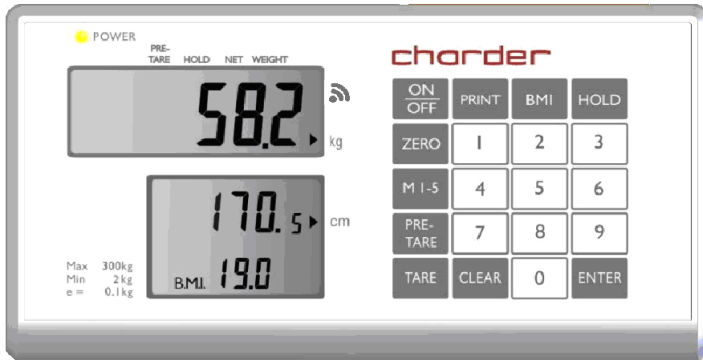 POWER
PRE-TARE HOLD NET WEIGHT
58.2 kg
170.5 cm
B.M.I. 19.0
Max 300kg
Min 2kg
e = 0.1kg
charder
ON/OFF PRINT BMI HOLD
ZERO 1 2 3
M 1-5 4 5 6
PRE-TARE 7 8 9
TARE CLEAR 0 ENTER